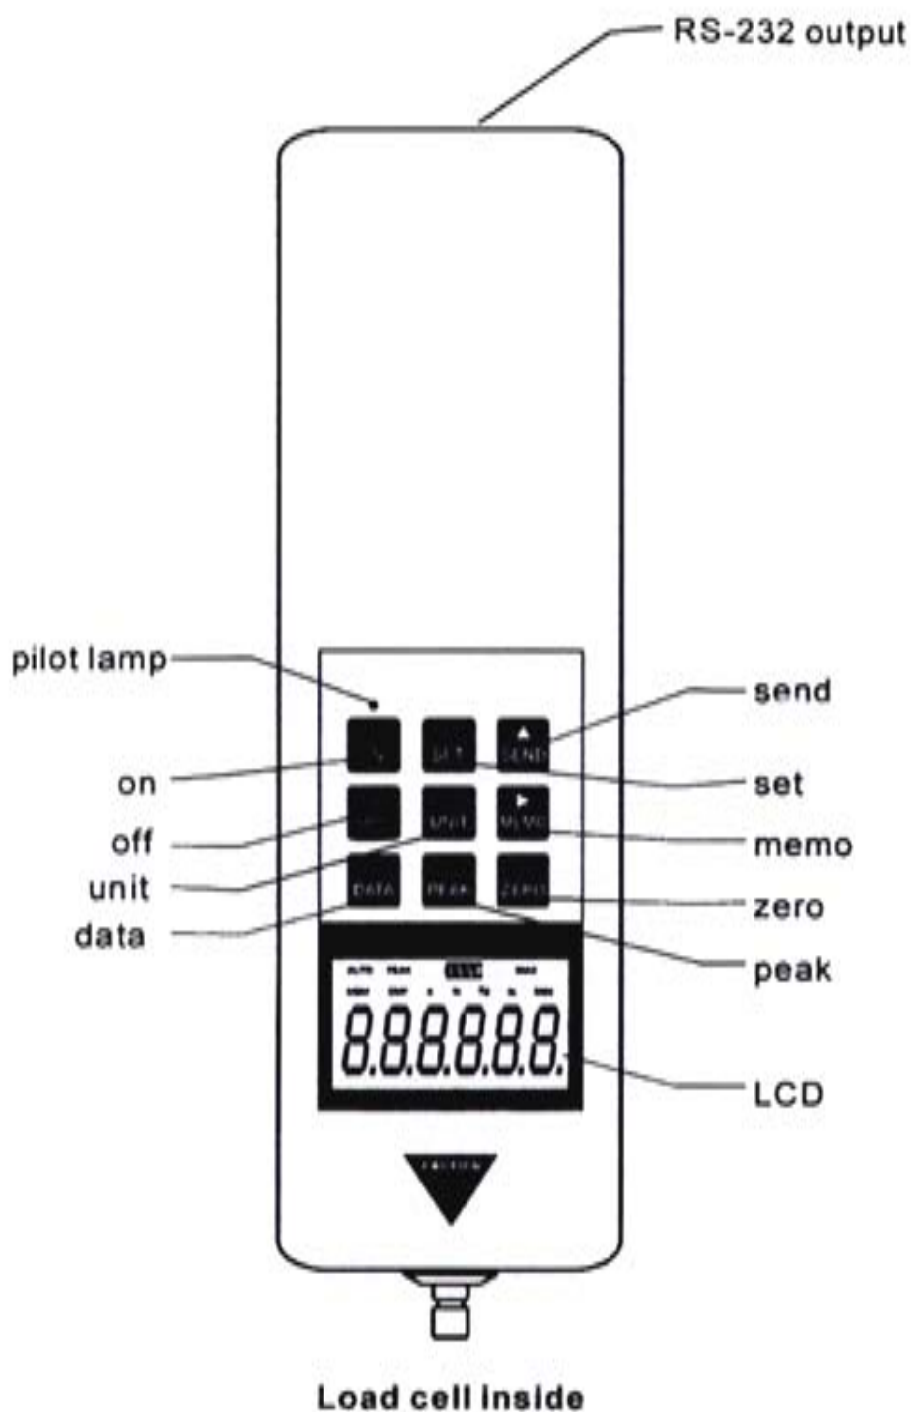 RS-232 output
pilot lamp
send
on
set
off
memo
unit
zero
data
peak
LCD
SET
SEND
UNIT
MEMO
DATA PEAK ZERO
PEAK
8.8.8.8.8.8.
Load cell inside